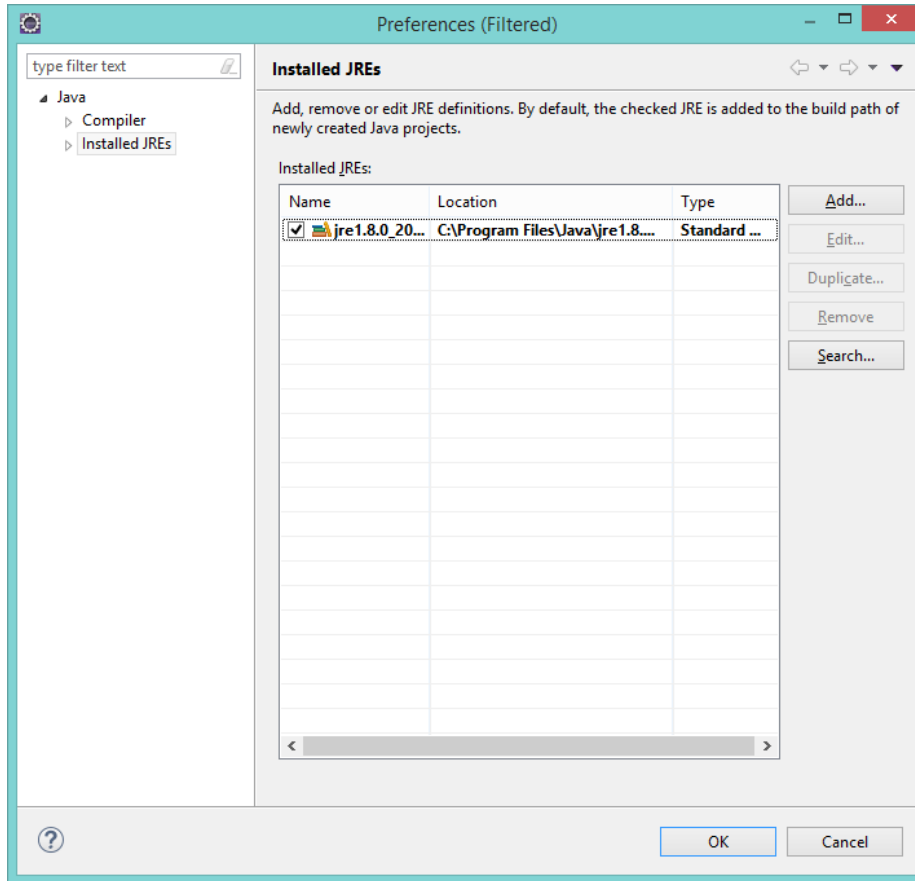 Preferences (Filtered)
type filter text
Java
Compiler
Installed JREs
Installed JREs
Add, remove or edit JRE definitions. By default, the checked JRE is added to the build path of
newly created Java projects.
Installed JREs:
Name Location Type
jre1.8.0_20... C:\Program Files\Java\jre1.8.... Standard ...
Add...
Edit...
Duplicate...
Remove
Search...
OK Cancel